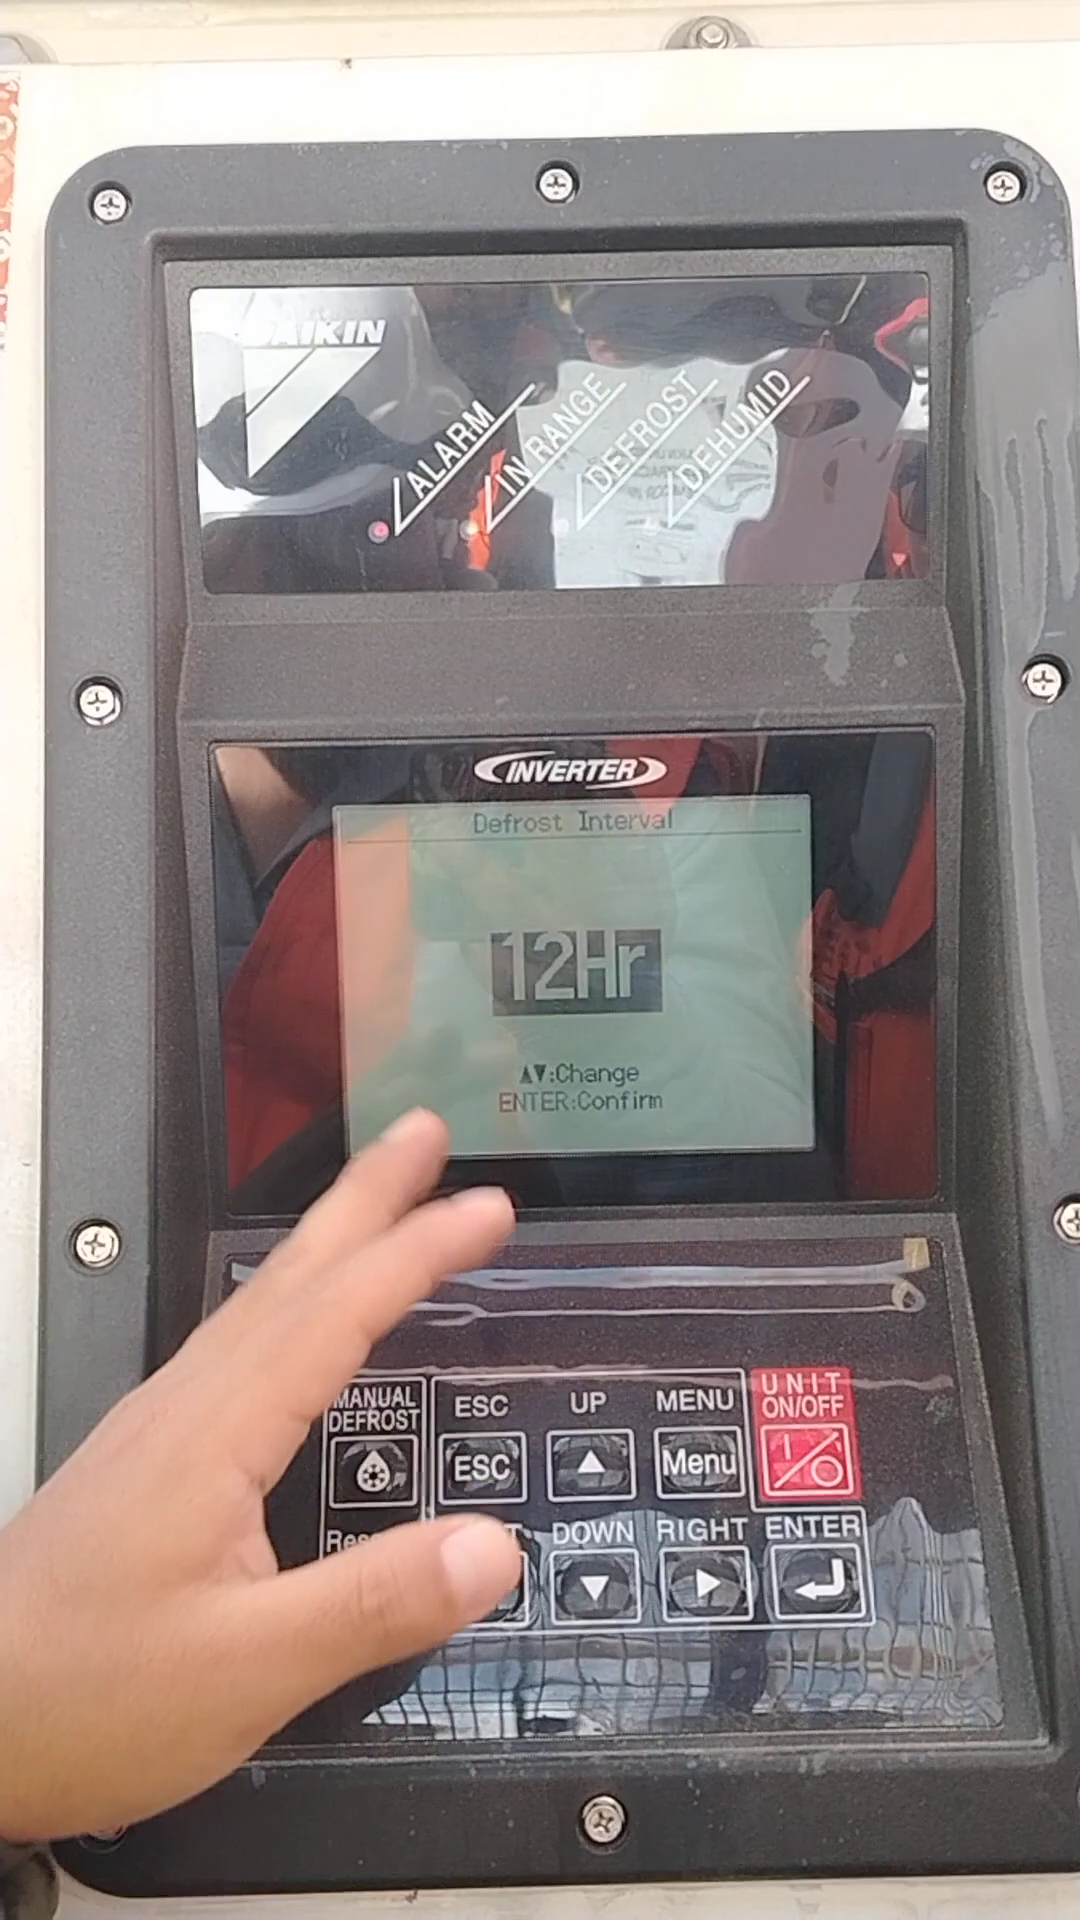 DAIKIN
ALARM
IN RANGE
DEFROST
DEHUMID
INVERTER
Defrost Interval
12Hr
▲▼:Change
ENTER:Confirm
MANUAL DEFROST
ESC
UP
MENU
UNIT ON/OFF
ESC
Menu
DOWN
RIGHT
ENTER